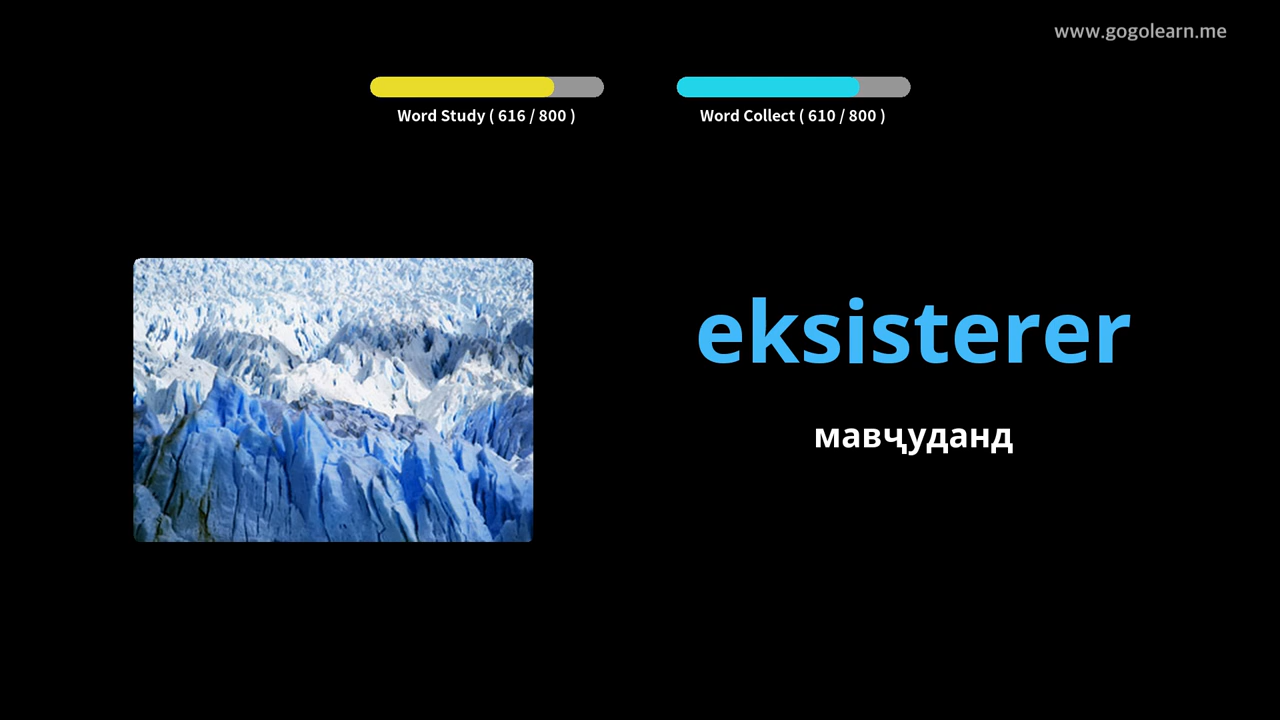 www.gogolearn.me
Word Study ( 616 / 800 )
Word Collect ( 610 / 800 )
eksisterer
мавҷуданд